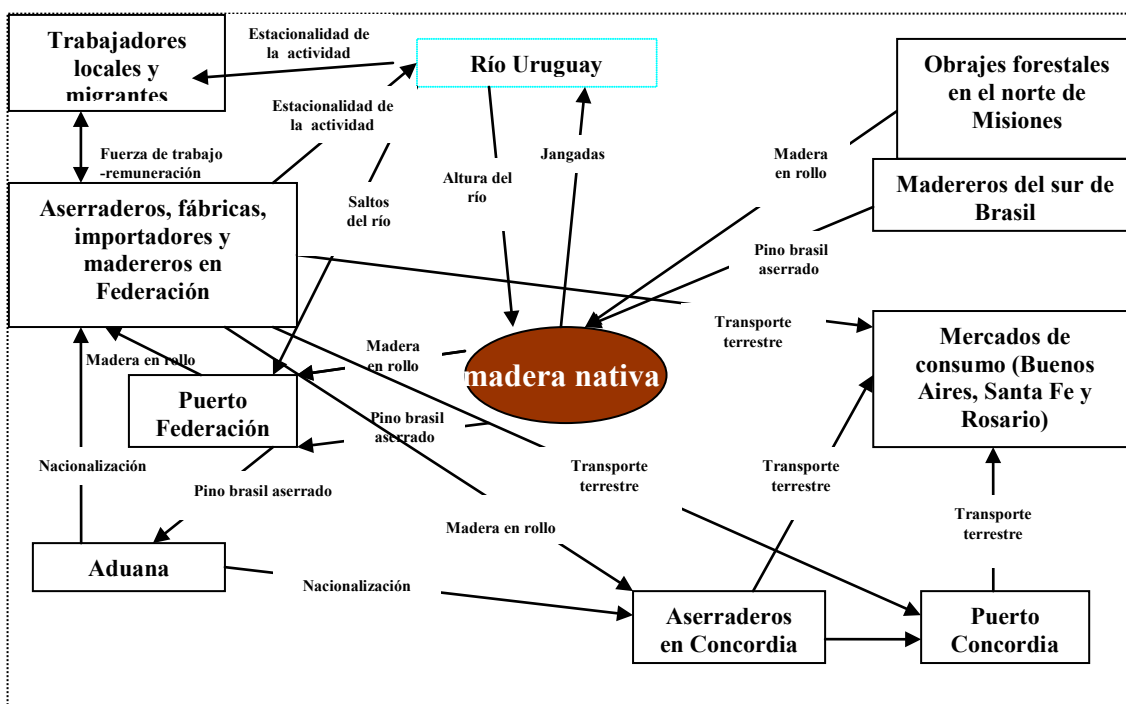 Trabajadores
locales y
migrantes
Estacionalidad de
la actividad
Río Uruguay
Obrajes forestales
en el norte de
Misiones
Estacionalidad de
la actividad
Fuerza de trabajo
-remuneración
Jangadas
Altura del
río
Madera
en rollo
Madereros del sur de
Brasil
Saltos
del río
Aserraderos, fábricas,
importadores y
madereros en
Federación
Pino brasil
aserrado
Transporte
terrestre
Mercados de
consumo (Buenos
Aires, Santa Fe y
Rosario)
Madera en rollo
Madera
en rollo
madera nativa
Puerto
Federación
Pino brasil
aserrado
Nacionalización
Pino brasil aserrado
Transporte
terrestre
Transporte
terrestre
Transporte
terrestre
Madera en rollo
Aduana
Nacionalización
Aserraderos
en Concordia
Puerto
Concordia